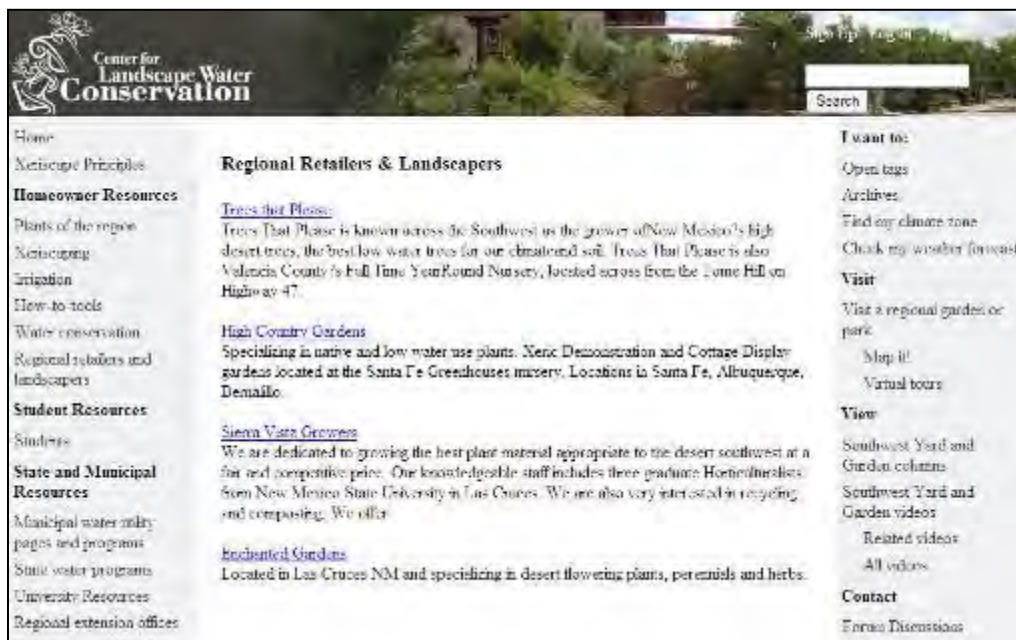 Center for
Landscape Water
Conservation
Sign Up
Search
Home
Xeriscape Principles
Homeowner Resources
Plants of the region
Xeriscaping
Irrigation
How-to-tools
Water conservation
Regional retailers and
landscapers
Student Resources
Students
State and Municipal
Resources
Municipal water utility
pages and programs
State water programs
University Resources
Regional extension offices
Regional Retailers & Landscapers
Trees that Please
Trees That Please is known across the Southwest as the grower ofNew Mexico's high
desert trees, the best low water trees for our climateand soil. Trees That Please is also
Valencia County's Full Time YearRound Nursery, located across from the Tome Hill on
Highway 47.
High Country Gardens
Specializing in native and low water use plants. Xeric Demonstration and Cottage Display
gardens located at the Santa Fe Greenhouses nursery. Locations in Santa Fe, Albuquerque,
Sierra Vista Growers
We are dedicated to growing the best plant material appropriate to the desert southwest at a
fair and competitive price. Our knowledgeable staff includes three graduate Horticulturalists
from New Mexico State University in Las Cruces. We are also very interested in recycling
and composting. We offer
Enchanted Gardens
Located in Las Cruces NM and specializing in desert flowering plants, perennials and herbs.
I want to:
Open tags
Archives
Find my climate zone
Check my weather forecast
Visit
Visit a regional garden or
park
Map it!
Virtual tours
View
Southwest Yard and
Garden columns
Southwest Yard and
Garden videos
Related videos
All videos
Contact
Forum Discussions